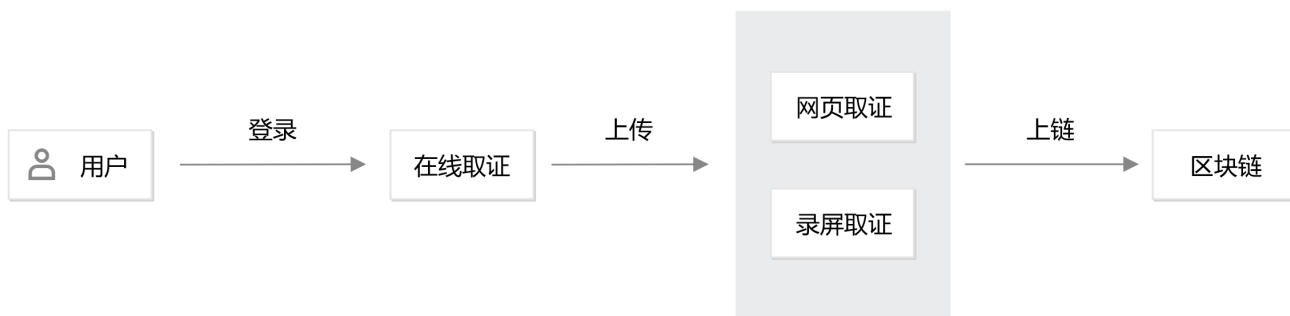 用户
登录
在线取证
上传
网页取证
录屏取证
上链
区块链